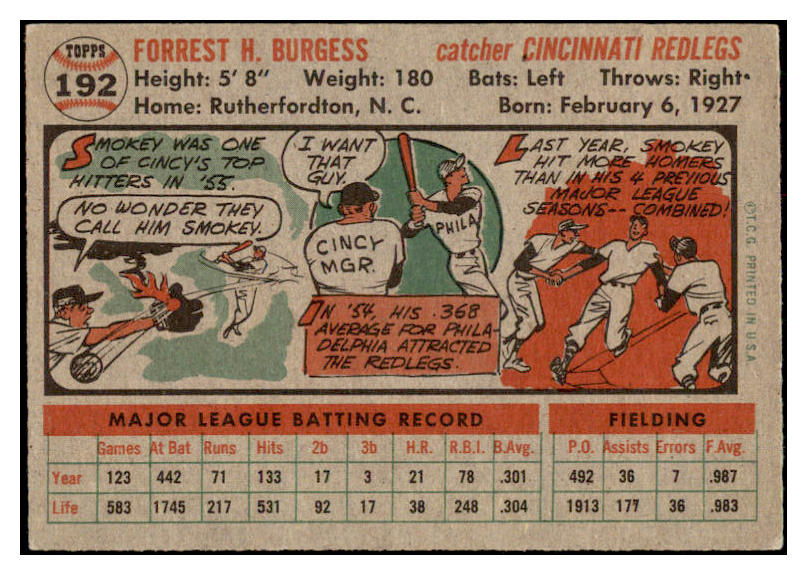 TOPPS
192
FORREST H. BURGESS catcher CINCINNATI REDLEGS
Height: 5' 8" Weight: 180 Bats: Left Throws: Right
Home: Rutherfordton, N. C. Born: February 6, 1927
SMOKEY WAS ONE
OF CINCY'S TOP
HITTERS IN '55.
NO WONDER THEY
CALL HIM SMOKEY.
I WANT
THAT
GUY.
CINCY
MGR.
PHILA
IN '54, HIS .368
AVERAGE FOR PHILA-
DELPHIA ATTRACTED
THE REDLEGS.
LAST YEAR, SMOKEY
HIT MORE HOMERS
THAN IN HIS 4 PREVIOUS
MAJOR LEAGUE
SEASONS-- COMBINED!
©T.C.G. PRINTED IN U.S.A.
MAJOR LEAGUE BATTING RECORD FIELDING
Games At Bat Runs Hits 2b 3b H.R. R.B.I. B.Avg. P.O. Assists Errors F.Avg.
Year 123 442 71 133 17 3 21 78 .301 492 36 7 .987
Life 583 1745 217 531 92 17 38 248 .304 1913 177 36 .983